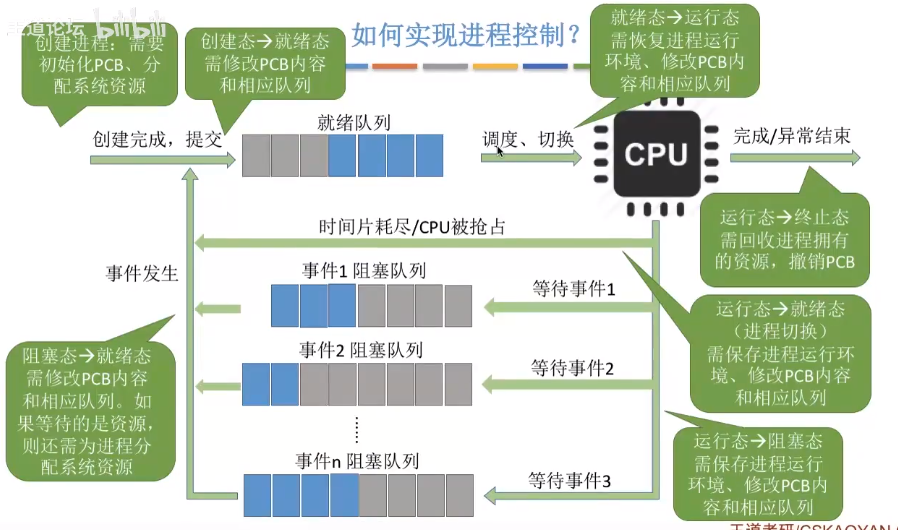 王道论坛 bilibili
如何实现进程控制？
创建进程：需要
初始化PCB、分
配系统资源
创建态→就绪态
需修改PCB内容
和相应队列
就绪态→运行态
需恢复进程运行
环境、修改PCB内
容和相应队列
创建完成，提交
就绪队列
调度、切换
CPU
完成/异常结束
运行态→终止态
需回收进程拥有
的资源，撤销PCB
时间片耗尽/CPU被抢占
事件发生
事件1 阻塞队列
等待事件1
运行态→就绪态
（进程切换）
需保存进程运行环
境、修改PCB内容
和相应队列
事件2 阻塞队列
等待事件2
阻塞态→就绪态
需修改PCB内容
和相应队列。如
果等待的是资源，
则还需为进程分
配系统资源
......
事件n 阻塞队列
等待事件3
运行态→阻塞态
需保存进程运行
环境、修改PCB内
容和相应队列
王道考研/CSKAOYAN